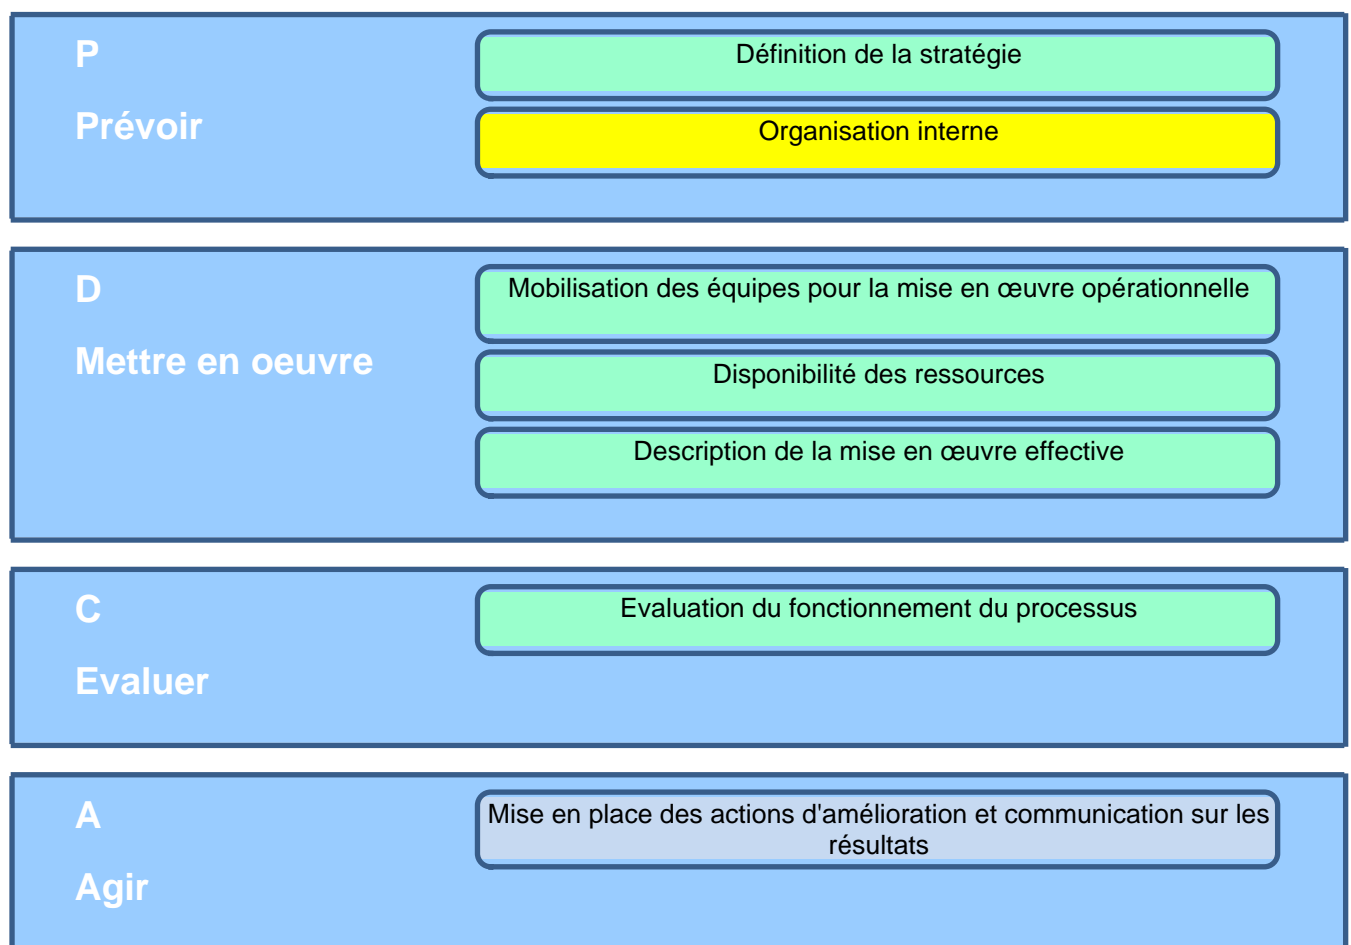 P
Prévoir
Définition de la stratégie
Organisation interne
D
Mettre en oeuvre
Mobilisation des équipes pour la mise en œuvre opérationnelle
Disponibilité des ressources
Description de la mise en œuvre effective
C
Evaluer
Evaluation du fonctionnement du processus
A
Agir
Mise en place des actions d'amélioration et communication sur les
résultats